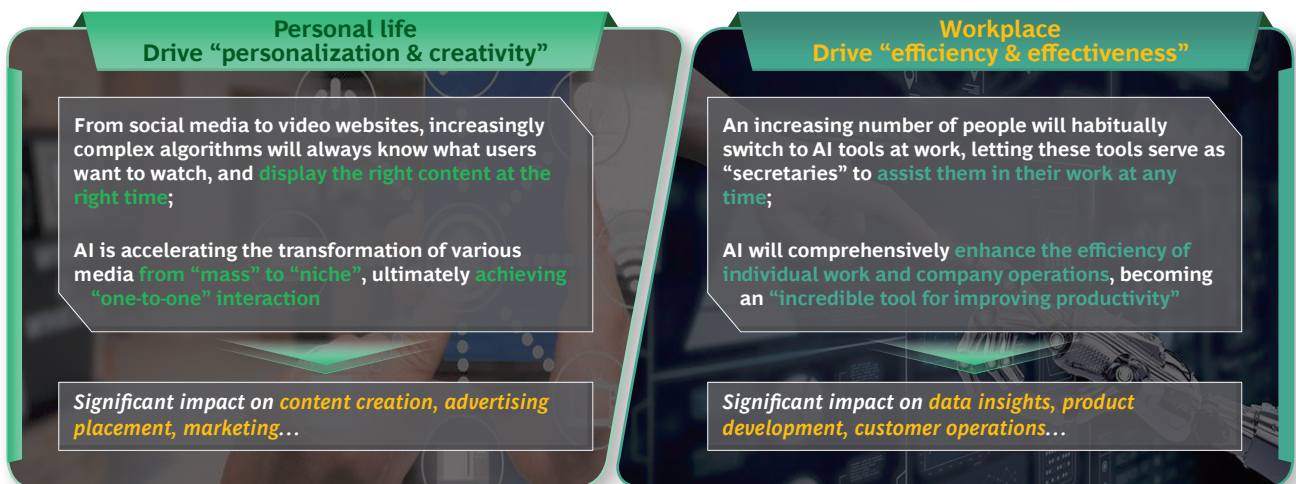 Personal life
Drive “personalization & creativity”
From social media to video websites, increasingly
complex algorithms will always know what users
want to watch, and display the right content at the
right time;
AI is accelerating the transformation of various
media from “mass” to “niche”, ultimately achieving
“one-to-one” interaction
Significant impact on content creation, advertising
placement, marketing…
Workplace
Drive “efficiency & effectiveness”
An increasing number of people will habitually
switch to AI tools at work, letting these tools serve as
“secretaries” to assist them in their work at any
time;
AI will comprehensively enhance the efficiency of
individual work and company operations, becoming
an “incredible tool for improving productivity”
Significant impact on data insights, product
development, customer operations…